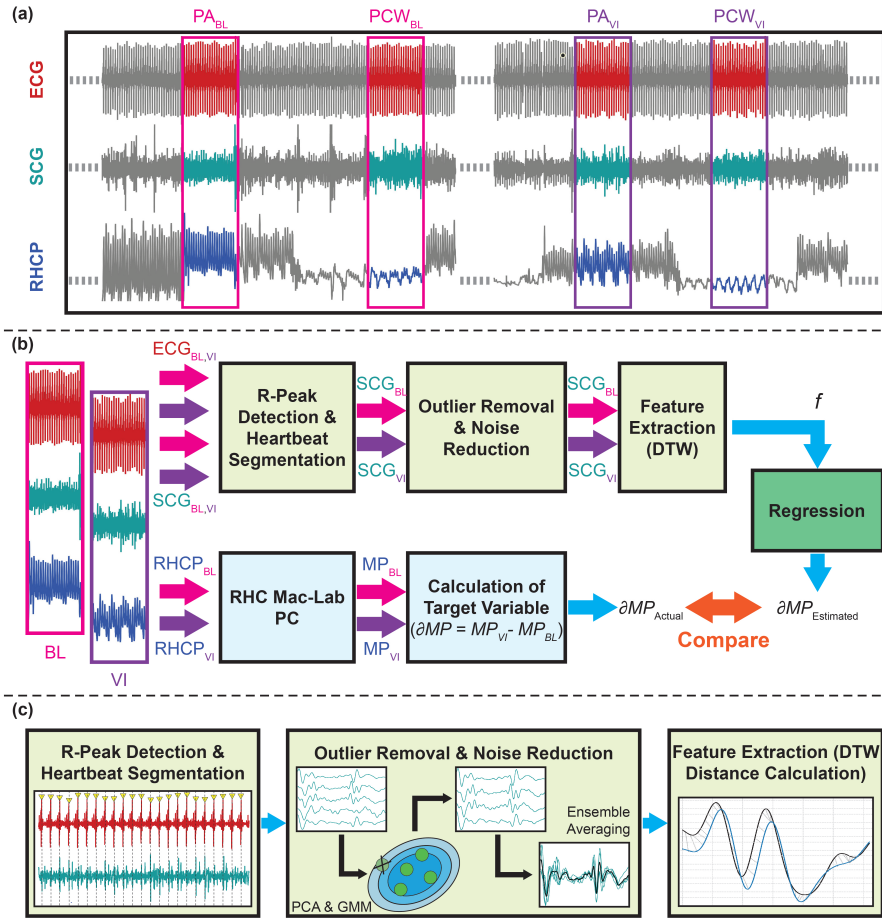 (a)
PA_BL PCW_BL PA_VI PCW_VI
ECG
SCG
RHCP
(b)
ECG_BL,VI
SCG_BL,VI
R-Peak
Detection &
Heartbeat
Segmentation
SCG_BL
SCG_VI
Outlier Removal
& Noise
Reduction
SCG_BL
SCG_VI
Feature
Extraction
(DTW)
f
Regression
RHCP_BL
RHCP_VI
RHC Mac-Lab
PC
MP_BL
MP_VI
Calculation of
Target Variable
(∂MP = MP_VI- MP_BL)
∂MP_Actual
Compare
∂MP_Estimated
BL
VI
(c)
R-Peak Detection &
Heartbeat Segmentation
Outlier Removal & Noise Reduction
PCA & GMM
Ensemble
Averaging
Feature Extraction (DTW
Distance Calculation)